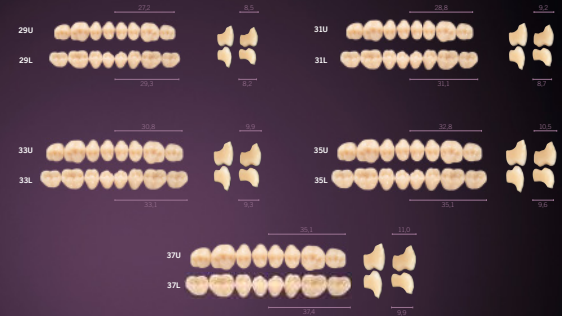 27,2 8,5 28,8 9,2
29U 31U
29L 31L
29,3 8,2 31,1 8,7
30,8 9,9 32,8 10,5
33U 35U
33L 35L
33,1 9,3 35,1 9,6
35,1 11,0
37U
37L
37,4 9,9